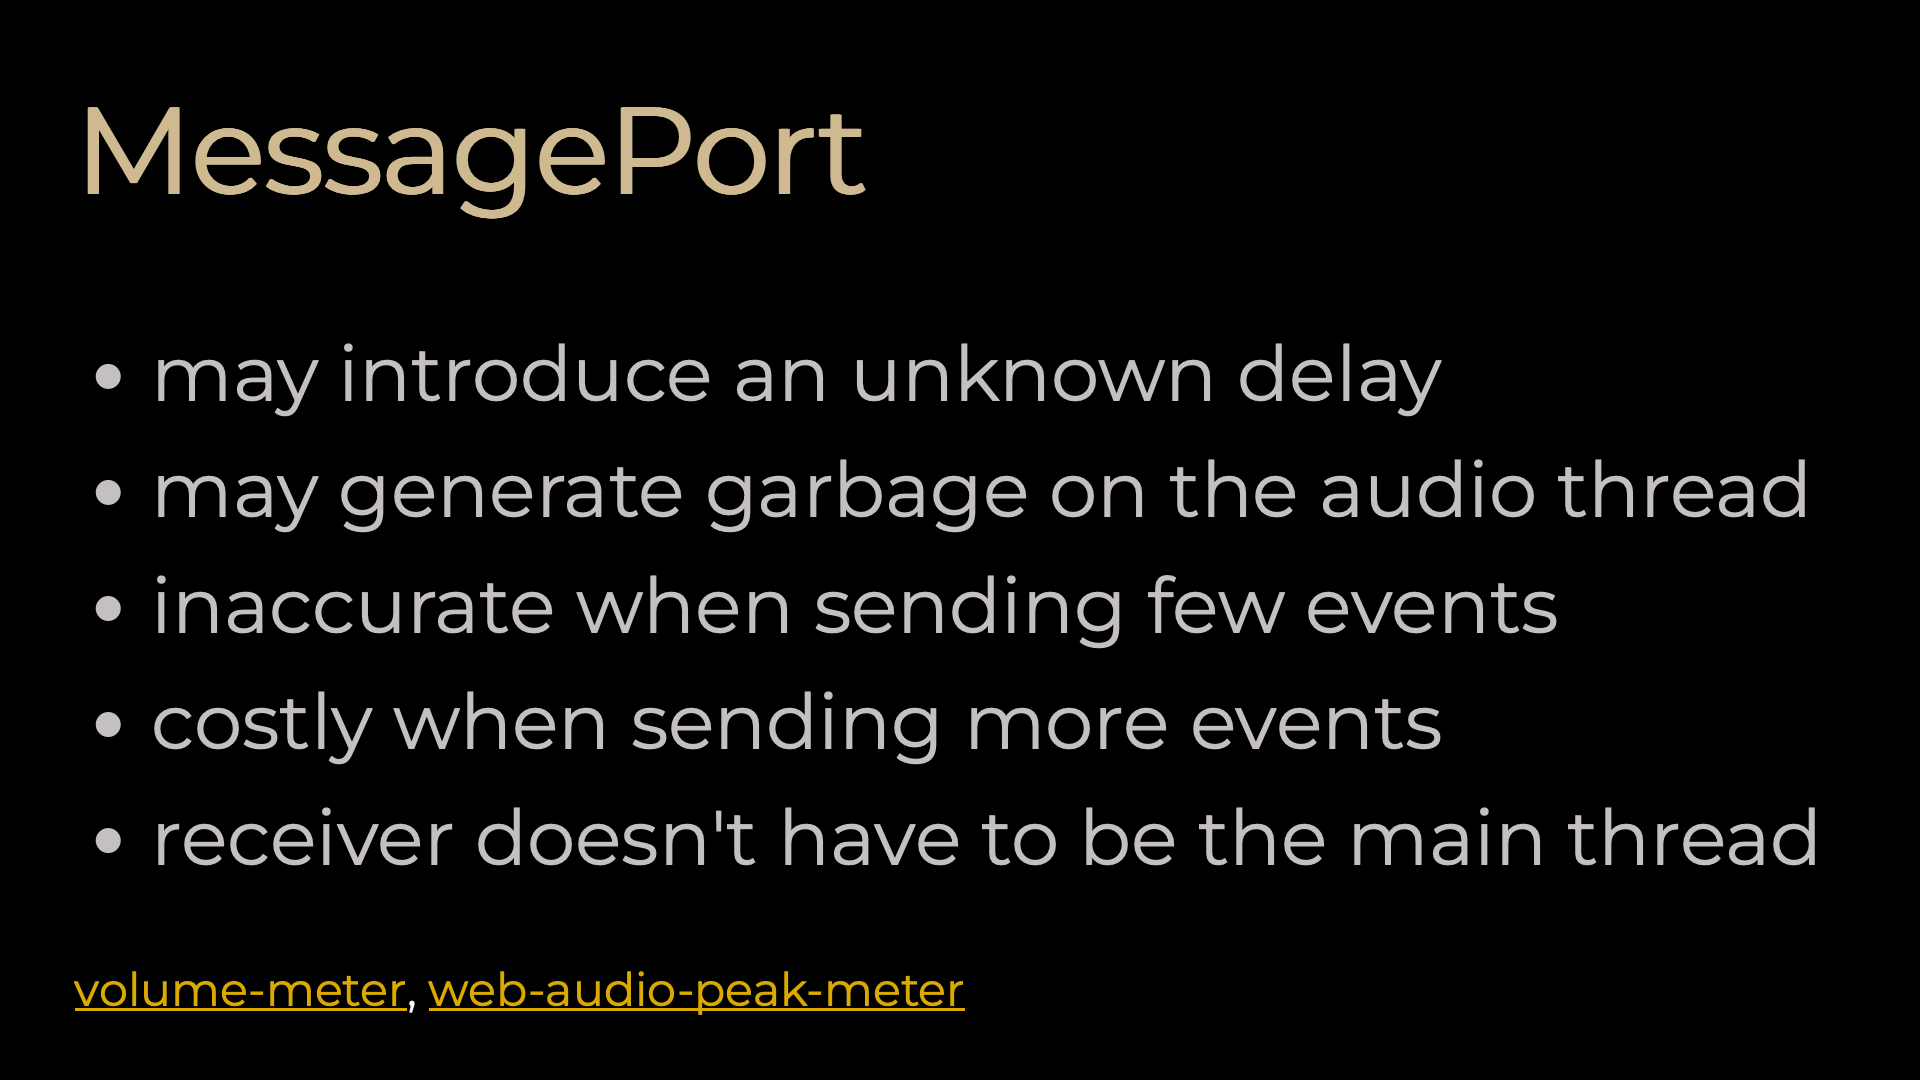 MessagePort
• may introduce an unknown delay
• may generate garbage on the audio thread
• inaccurate when sending few events
• costly when sending more events
• receiver doesn't have to be the main thread
volume-meter, web-audio-peak-meter